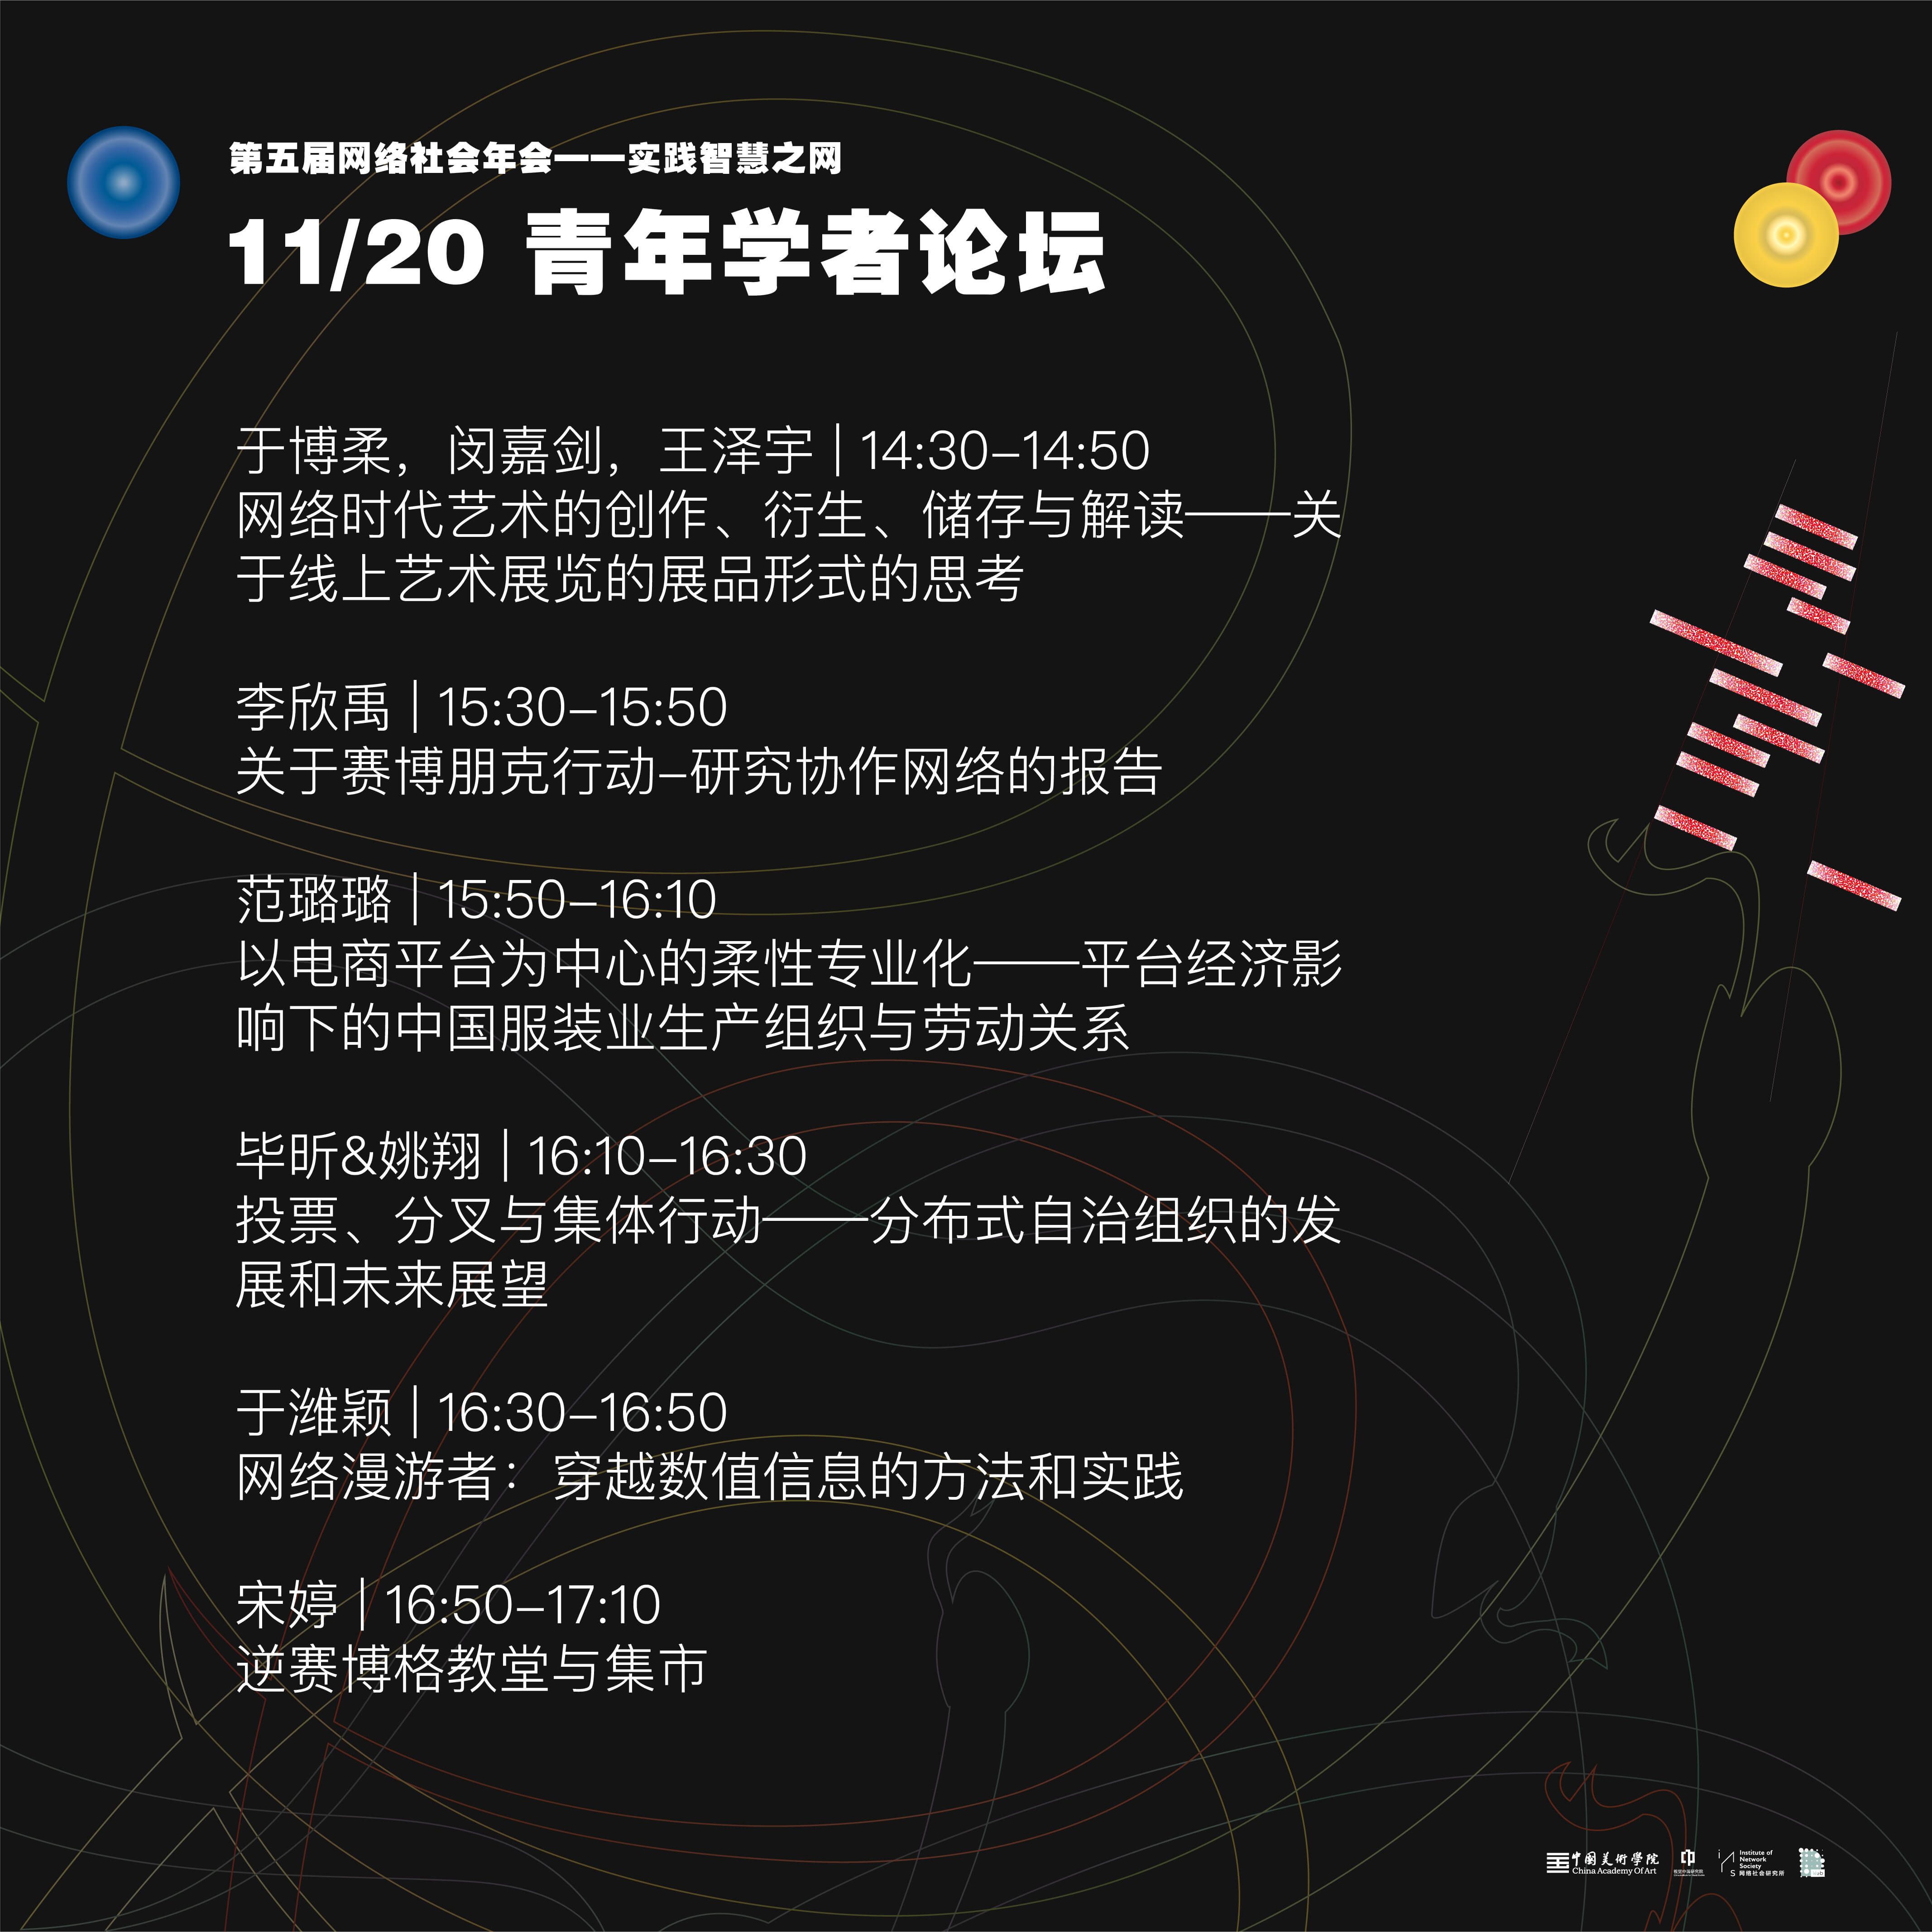 第五届网络社会年会——实践智慧之网
11/20 青年学者论坛
于博柔，闵嘉剑，王泽宇 | 14:30–14:50
网络时代艺术的创作、衍生、储存与解读——关
于线上艺术展览的展品形式的思考
李欣禹 | 15:30–15:50
关于赛博朋克行动–研究协作网络的报告
范璐璐 | 15:50–16:10
以电商平台为中心的柔性专业化——平台经济影
响下的中国服装业生产组织与劳动关系
毕昕&姚翔 | 16:10–16:30
投票、分叉与集体行动——分布式自治组织的发
展和未来展望
于潍颖 | 16:30–16:50
网络漫游者：穿越数值信息的方法和实践
宋婷 | 16:50–17:10
逆赛博格教堂与集市
中國美術學院
China Academy Of Art
Institute of
Network
Society
网络社会研究所